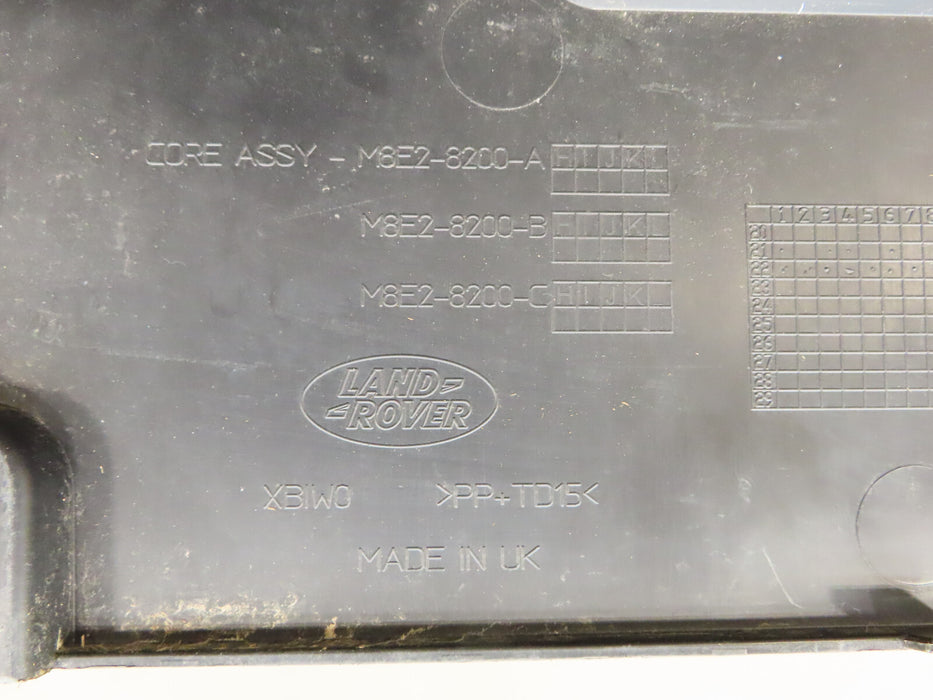 CORE ASSY - M8E2-8200-A H I J K L
M8E2-8200-B H I J K L
M8E2-8200-C H I J K L
1 2 3 4 5 6 7 8
20
21
22
23
24
25
26
27
28
29
LAND-
ROVER
XBIW0 >PP+TD15<
MADE IN UK